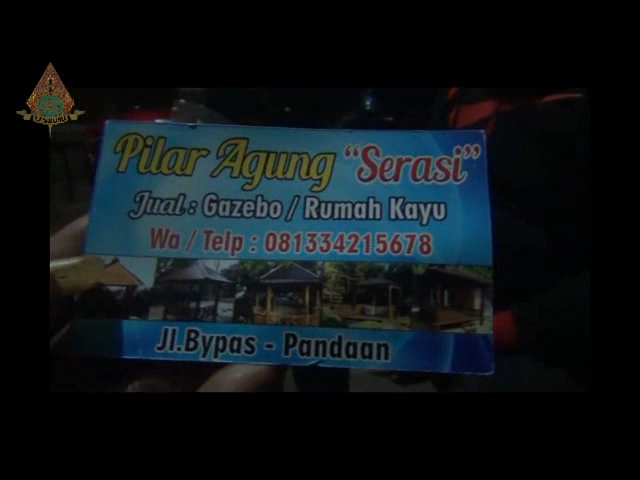 Pilar Agung "Serasi"
Jual : Gazebo / Rumah Kayu
Wa / Telp : 081334215678
Jl.Bypas - Pandaan